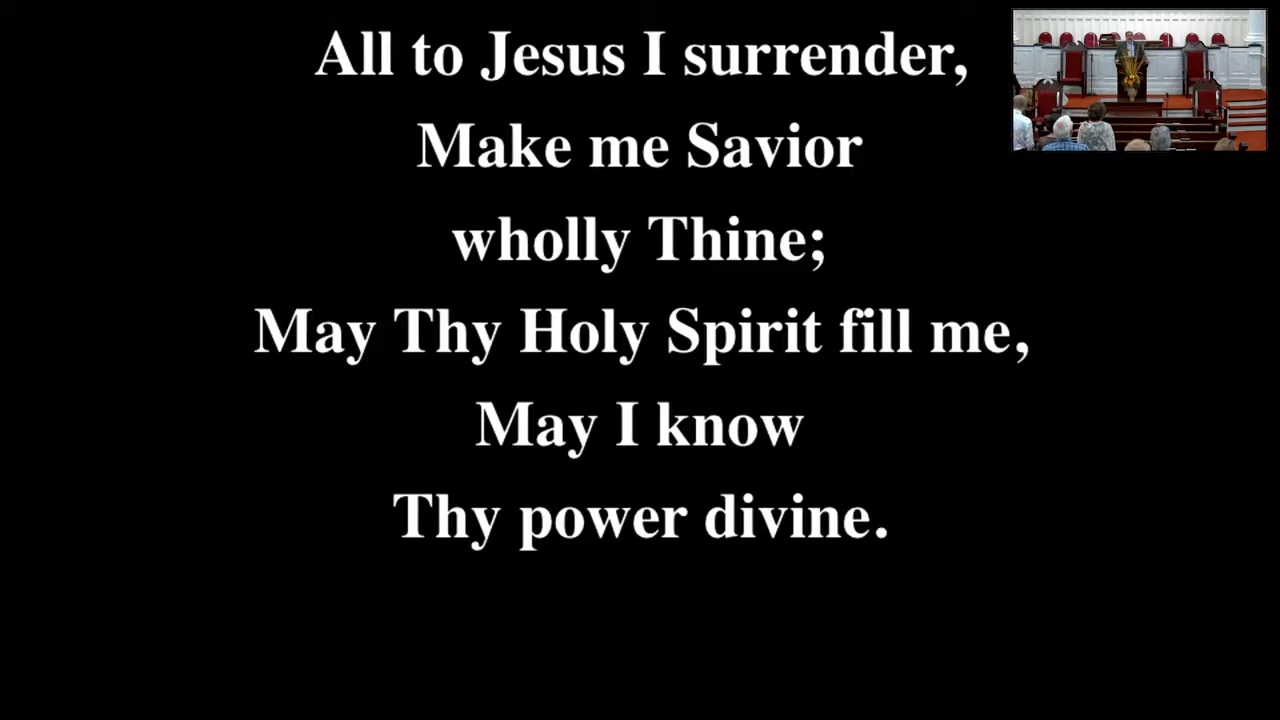 All to Jesus I surrender,
Make me Savior
wholly Thine;
May Thy Holy Spirit fill me,
May I know
Thy power divine.